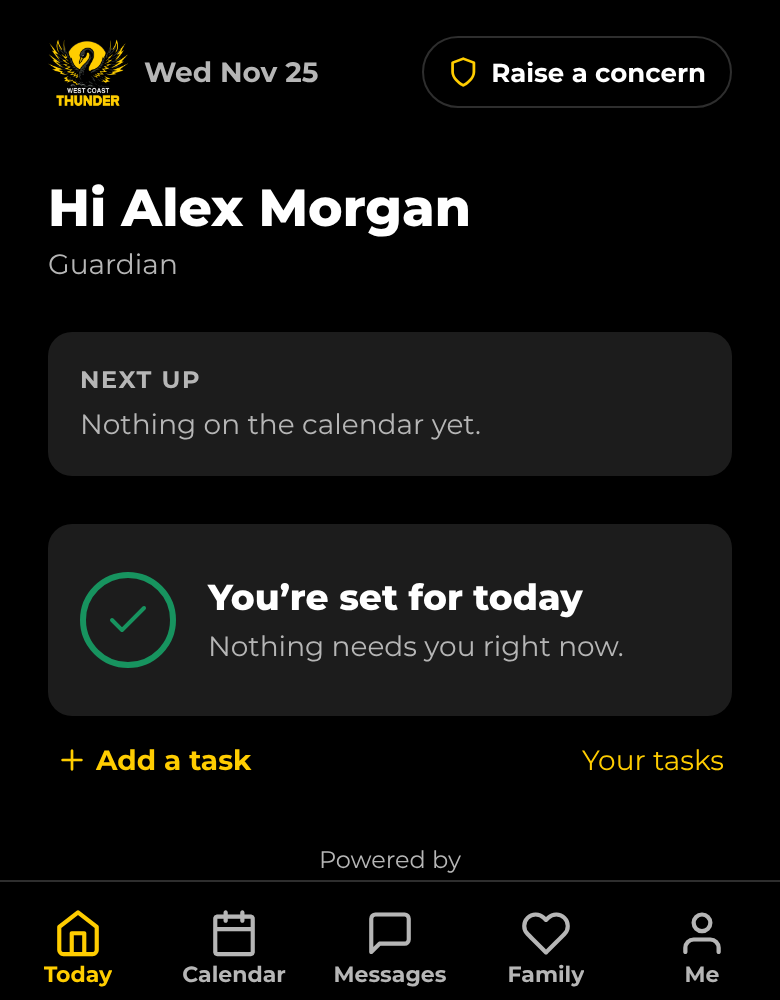 WEST COAST
THUNDER
Wed Nov 25
Raise a concern
Hi Alex Morgan
Guardian
NEXT UP
Nothing on the calendar yet.
You’re set for today
Nothing needs you right now.
Add a task
Your tasks
Powered by
Today
Calendar
Messages
Family
Me